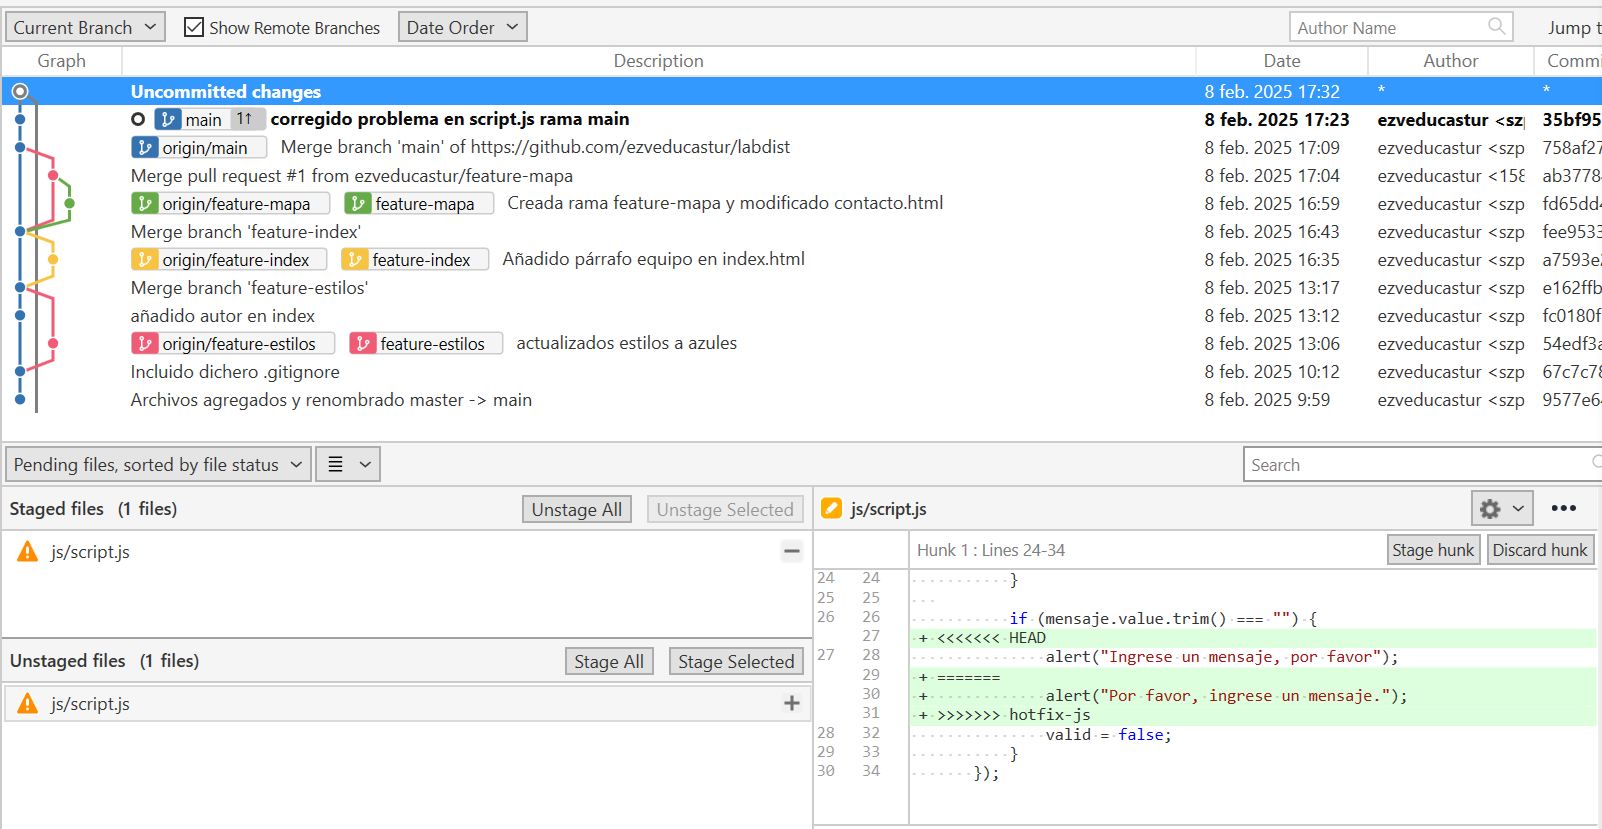 Current Branch Show Remote Branches Date Order Author Name Jump t
Graph Description Date Author Commi
Uncommitted changes 8 feb. 2025 17:32 * *
main 1↑ corregido problema en script.js rama main 8 feb. 2025 17:23 ezveducastur <szp 35bf95
origin/main Merge branch 'main' of https://github.com/ezveducastur/labdist 8 feb. 2025 17:09 ezveducastur <szp 758af27
Merge pull request #1 from ezveducastur/feature-mapa 8 feb. 2025 17:04 ezveducastur <158 ab3778
origin/feature-mapa feature-mapa Creada rama feature-mapa y modificado contacto.html 8 feb. 2025 16:59 ezveducastur <szp fd65dd4
Merge branch 'feature-index' 8 feb. 2025 16:43 ezveducastur <szp fee9533
origin/feature-index feature-index Añadido párrafo equipo en index.html 8 feb. 2025 16:35 ezveducastur <szp a7593e
Merge branch 'feature-estilos' 8 feb. 2025 13:17 ezveducastur <szp e162ffb
añadido autor en index 8 feb. 2025 13:12 ezveducastur <szp fc0180f
origin/feature-estilos feature-estilos actualizados estilos a azules 8 feb. 2025 13:06 ezveducastur <szp 54edf3a
Incluido dichero .gitignore 8 feb. 2025 10:12 ezveducastur <szp 67c7c78
Archivos agregados y renombrado master -> main 8 feb. 2025 9:59 ezveducastur <szp 9577e6
Pending files, sorted by file status Search
Staged files (1 files) Unstage All Unstage Selected
js/script.js
Unstaged files (1 files) Stage All Stage Selected
js/script.js
js/script.js
Hunk 1 : Lines 24-34 Stage hunk Discard hunk
24 24 }
25 25
26 26 if (mensaje.value.trim() === "") {
27 + <<<<<<< HEAD
27 28 alert("Ingrese un mensaje, por favor");
29 + =======
30 + alert("Por favor, ingrese un mensaje.");
31 + >>>>>>> hotfix-js
28 32 valid = false;
29 33 }
30 34 });